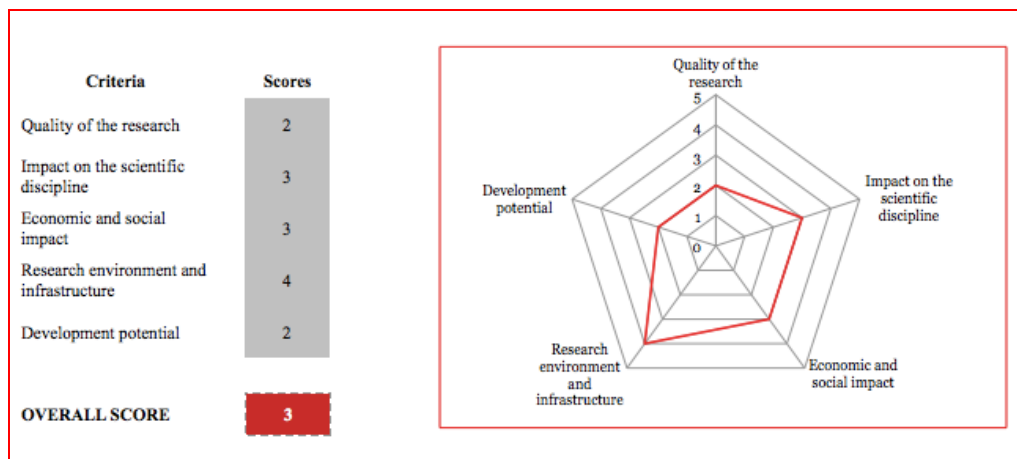 Criteria Scores
Quality of the research 2
Impact on the scientific
discipline
3
Economic and social
impact
3
Research environment and
infrastructure
4
Development potential 2
OVERALL SCORE 3
Quality of the
research
5
4
3
2
1
0
Impact on the
scientific
discipline
Economic and
social impact
Research
environment
and
infrastructure
Development
potential